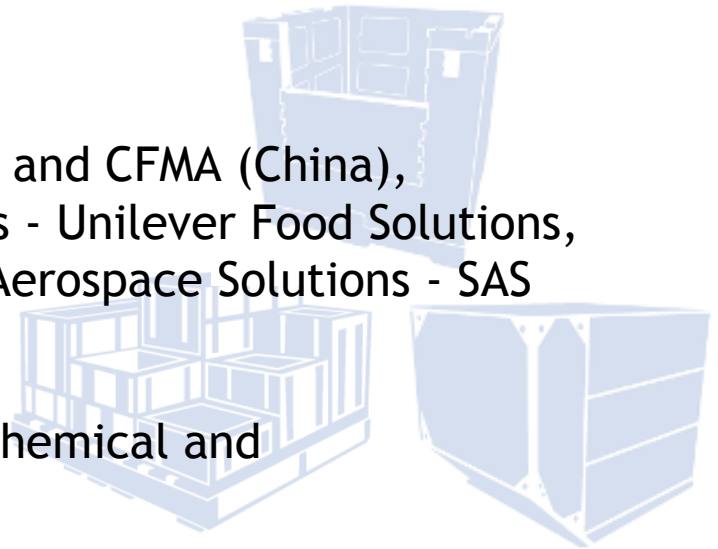 and CFMA (China),
s - Unilever Food Solutions,
Aerospace Solutions - SAS
hemical and